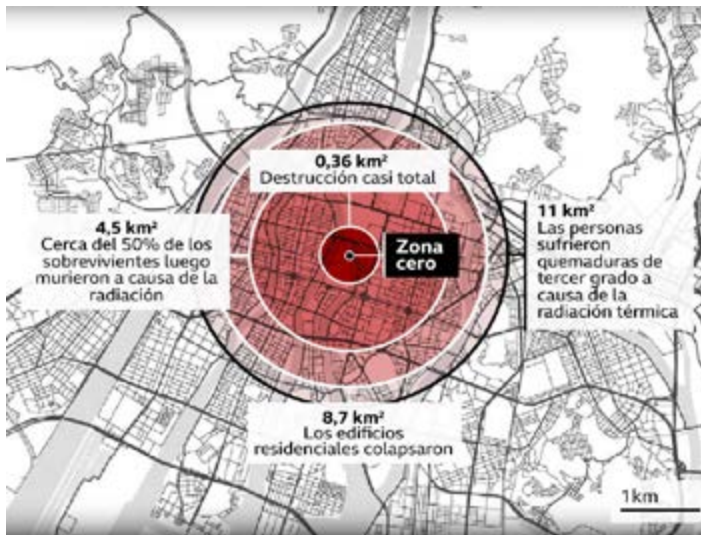 0,36 km²
Destrucción casi total
4,5 km²
Cerca del 50% de los
sobrevivientes luego
murieron a causa de la
radiación
Zona
cero
11 km²
Las personas
sufrieron
quemaduras de
tercer grado a
causa de la
radiación térmica
8,7 km²
Los edificios
residenciales colapsaron
1km